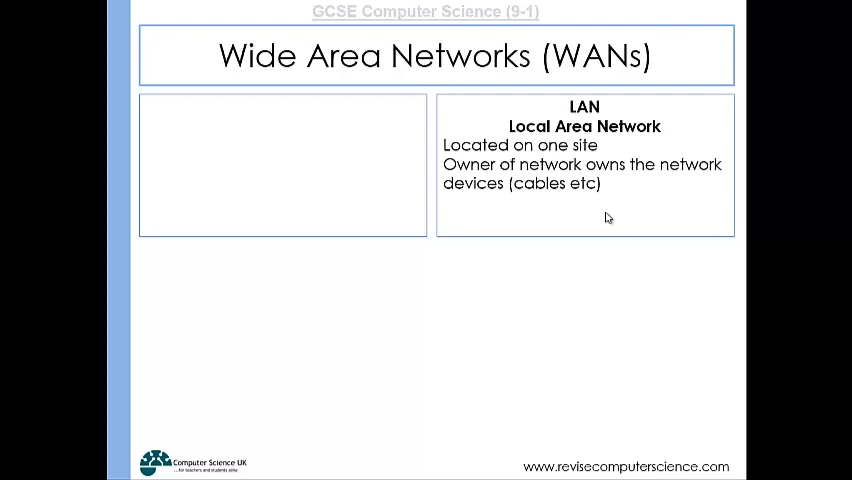 GCSE Computer Science (9-1)
Wide Area Networks (WANs)
LAN
Local Area Network
Located on one site
Owner of network owns the network
devices (cables etc)
Computer Science UK
...for teachers and students alike
www.revisecomputerscience.com